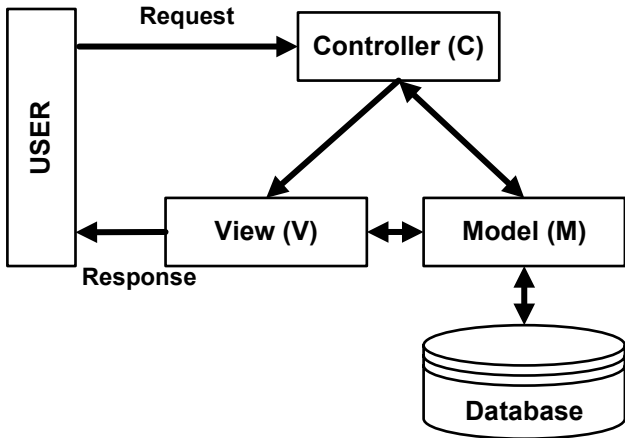 Request
Controller (C)
USER
View (V)
Model (M)
Response
Database